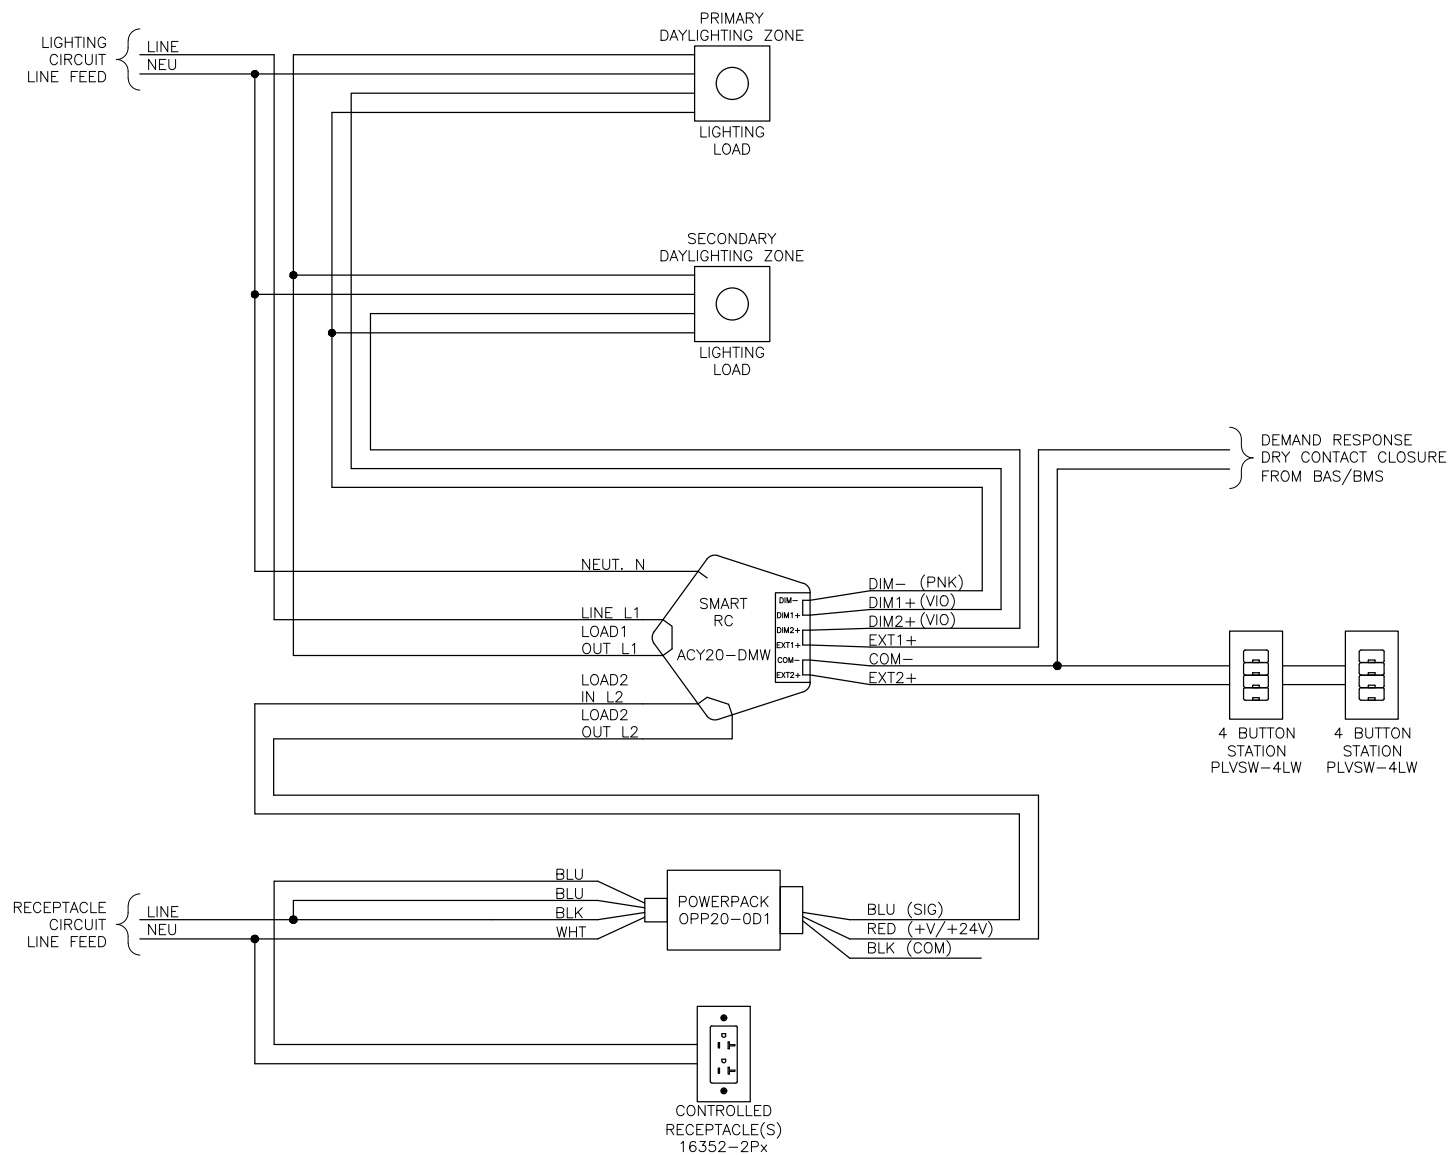 PRIMARY
DAYLIGHTING ZONE
LIGHTING
CIRCUIT
LINE FEED
LINE
NEU
LIGHTING
LOAD
SECONDARY
DAYLIGHTING ZONE
LIGHTING
LOAD
DEMAND RESPONSE
DRY CONTACT CLOSURE
FROM BAS/BMS
NEUT. N
LINE L1
LOAD1
OUT L1
LOAD2
IN L2
LOAD2
OUT L2
SMART
RC
ACY20-DMW
DIM-
DIM1+
DIM2+
EXT1+
COM-
EXT2+
DIM- (PNK)
DIM1+(VIO)
DIM2+(VIO)
EXT1+
COM-
EXT2+
4 BUTTON
STATION
PLVSW-4LW
4 BUTTON
STATION
PLVSW-4LW
RECEPTACLE
CIRCUIT
LINE FEED
LINE
NEU
BLU
BLU
BLK
WHT
POWERPACK
OPP20-0D1
BLU (SIG)
RED (+V/+24V)
BLK (COM)
CONTROLLED
RECEPTACLE(S)
16352-2Px